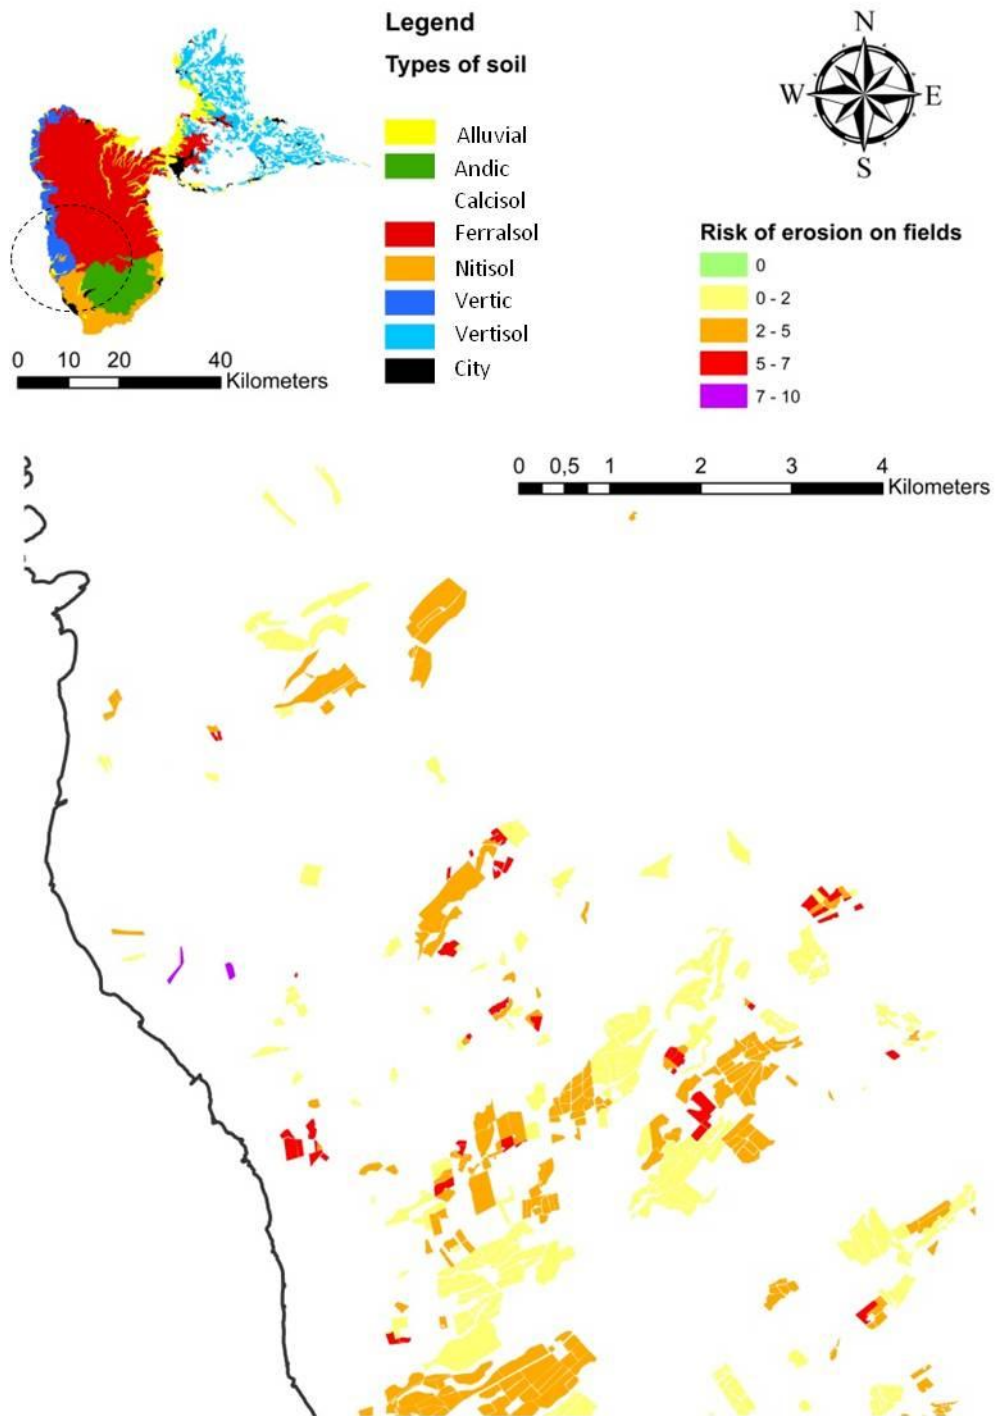 Legend
Types of soil
Alluvial
Andic
Calcisol
Ferralsol
Nitisol
Vertic
Vertisol
City
0 10 20 40
Kilometers
N
W E
S
Risk of erosion on fields
0
0 - 2
2 - 5
5 - 7
7 - 10
0 0,5 1 2 3 4
Kilometers